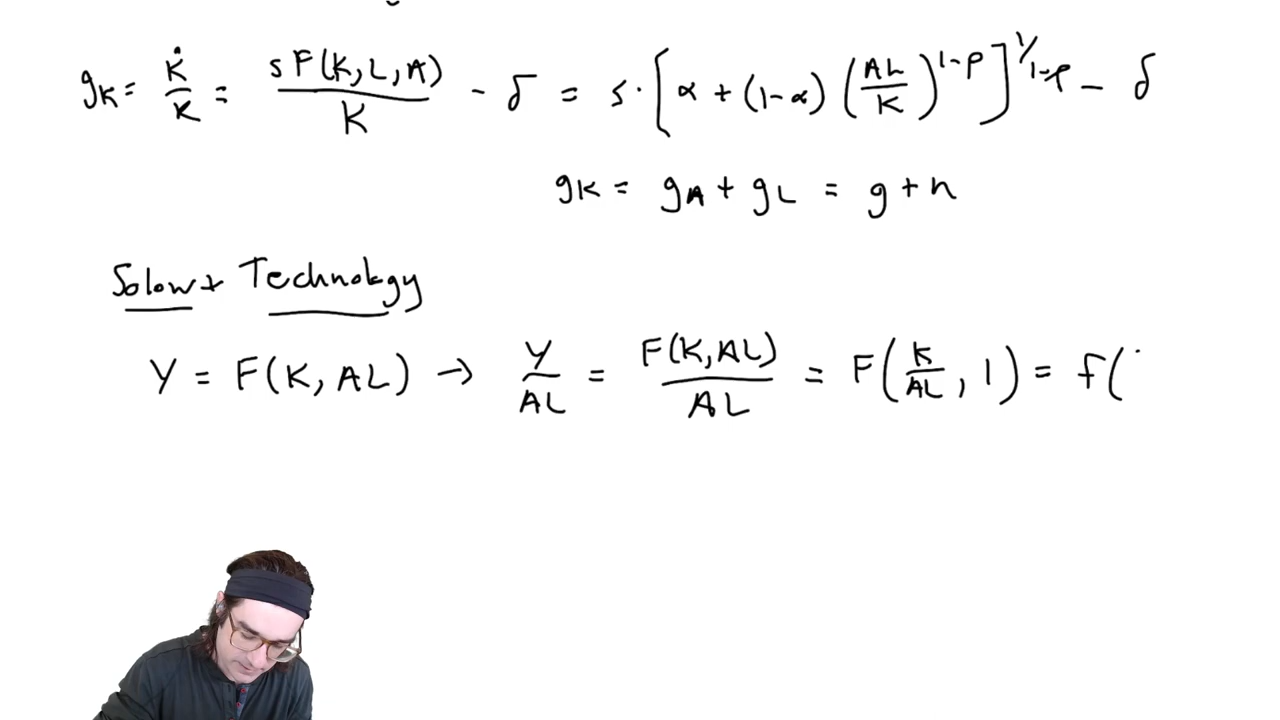 gK = K̇/K = sF(K,L,A)/K - δ = s·[α + (1-α)(AL/K)^(1-ρ)]^(1/1-ρ) - δ
gK = gA + gL = g + n
Solow + Technology
Y = F(K, AL) → Y/AL = F(K,AL)/AL = F(K/AL, 1) = f(